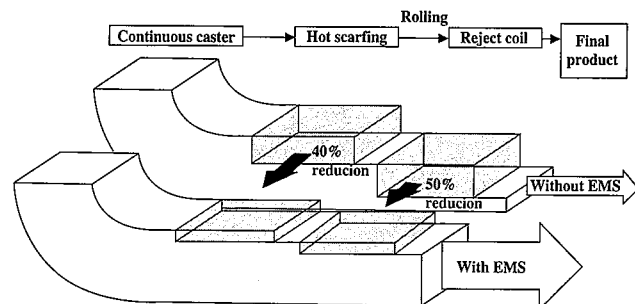 Continuous caster
Hot scarfing
Rolling
Reject coil
Final
product
40%
reducion
50%
reducion
Without EMS
With EMS